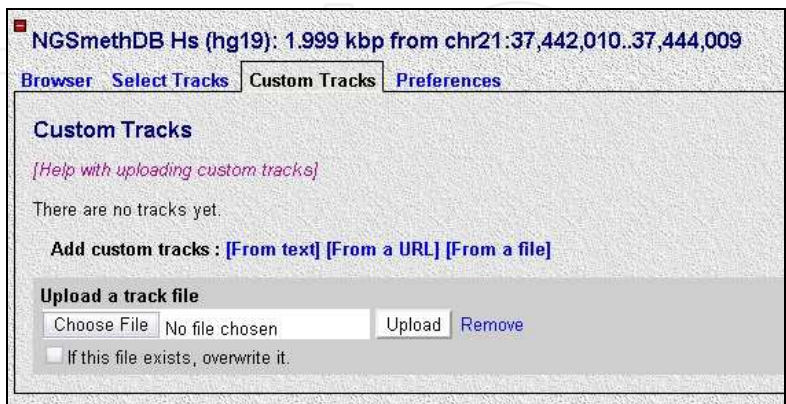 NGSmethDB Hs (hg19): 1.999 kbp from chr21:37,442,010..37,444,009
Browser Select Tracks Custom Tracks Preferences
Custom Tracks
[Help with uploading custom tracks]
There are no tracks yet.
Add custom tracks : [From text] [From a URL] [From a file]
Upload a track file
Choose File No file chosen Upload Remove
If this file exists, overwrite it.